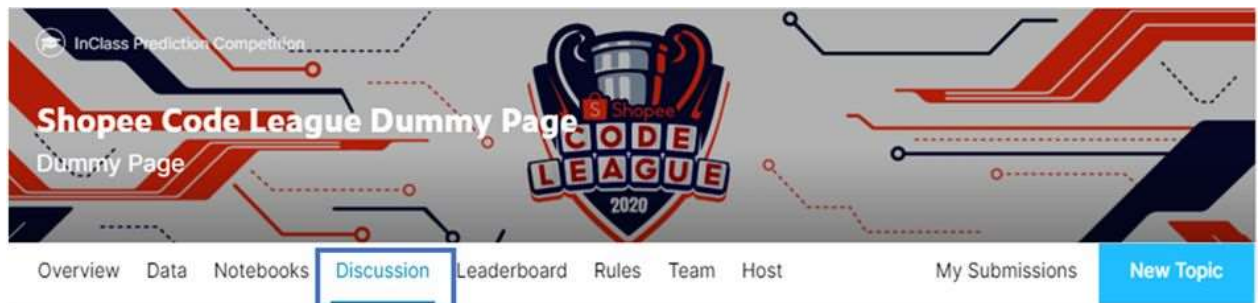 InClass Prediction Competition
Shopee Code League Dummy Page
Dummy Page
S Shopee
CODE
LEAGUE
2020
Overview Data Notebooks Discussion Leaderboard Rules Team Host My Submissions New Topic